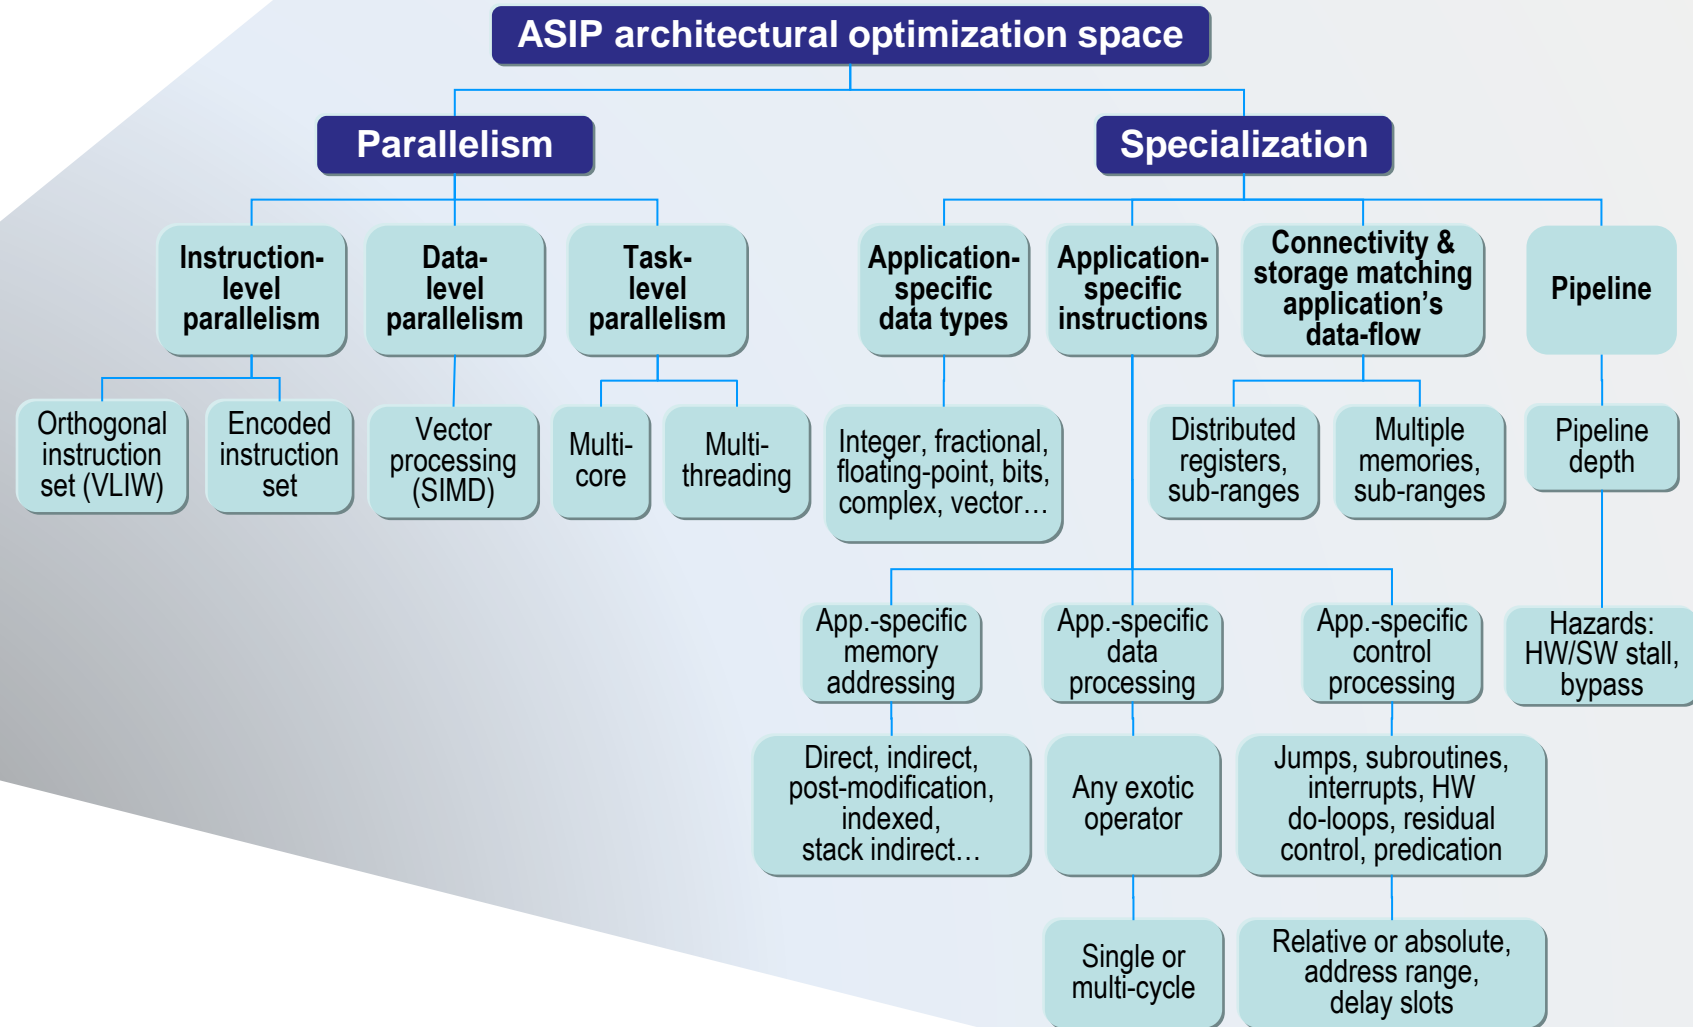 ASIP architectural optimization space
Parallelism
Specialization
Instruction-
level
parallelism
Data-
level
parallelism
Task-
level
parallelism
Application-
specific
data types
Application-
specific
instructions
Connectivity &
storage matching
application’s
data-flow
Pipeline
Orthogonal
instruction
set (VLIW)
Encoded
instruction
set
Vector
processing
(SIMD)
Multi-
core
Multi-
threading
Integer, fractional,
floating-point, bits,
complex, vector…
Distributed
registers,
sub-ranges
Multiple
memories,
sub-ranges
Pipeline
depth
App.-specific
memory
addressing
App.-specific
data
processing
App.-specific
control
processing
Hazards:
HW/SW stall,
bypass
Direct, indirect,
post-modification,
indexed,
stack indirect…
Any exotic
operator
Jumps, subroutines,
interrupts, HW
do-loops, residual
control, predication
Single or
multi-cycle
Relative or absolute,
address range,
delay slots